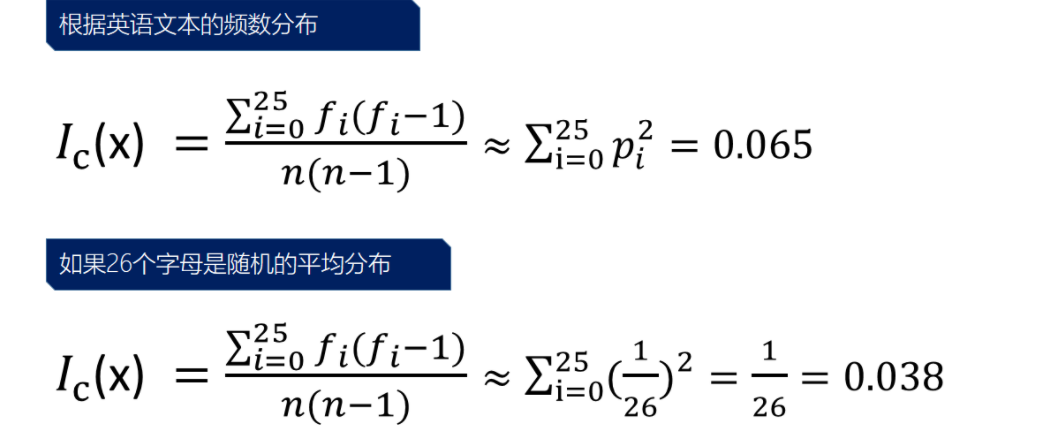 根据英语文本的频数分布
I_c(x) = \frac{\sum_{i=0}^{25} f_i(f_i-1)}{n(n-1)} ≈ \sum_{i=0}^{25} p_i^2 = 0.065
如果26个字母是随机的平均分布
I_c(x) = \frac{\sum_{i=0}^{25} f_i(f_i-1)}{n(n-1)} ≈ \sum_{i=0}^{25} (\frac{1}{26})^2 = \frac{1}{26} = 0.038